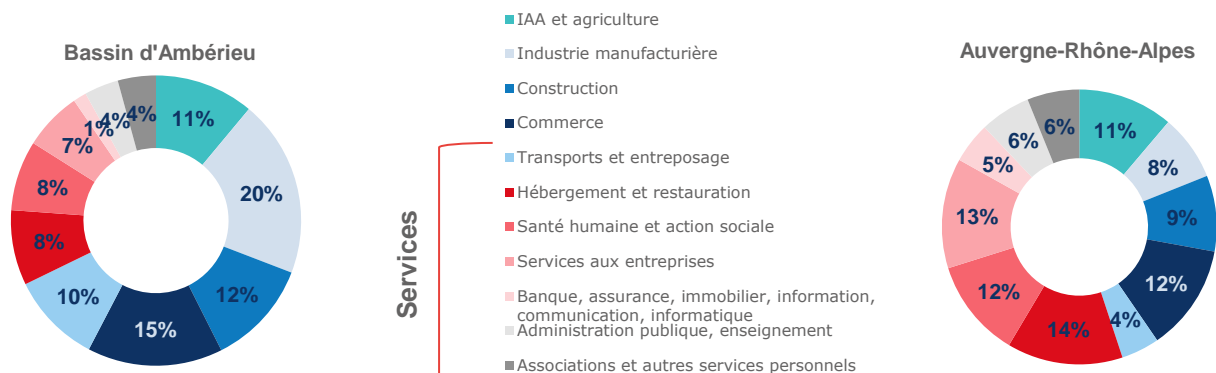 Bassin d'Ambérieu
11%
20%
12%
15%
10%
8%
8%
7%
1%
4%
4%
Services
IAA et agriculture
Industrie manufacturière
Construction
Commerce
Transports et entreposage
Hébergement et restauration
Santé humaine et action sociale
Services aux entreprises
Banque, assurance, immobilier, information,
communication, informatique
Administration publique, enseignement
Associations et autres services personnels
Auvergne-Rhône-Alpes
11%
8%
9%
12%
4%
14%
12%
13%
5%
6%
6%